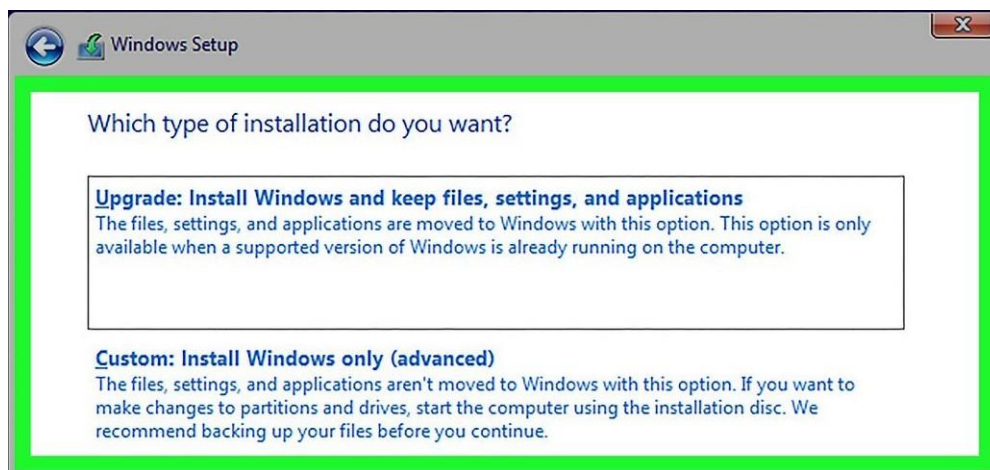 Windows Setup
Which type of installation do you want?
Upgrade: Install Windows and keep files, settings, and applications
The files, settings, and applications are moved to Windows with this option. This option is only
available when a supported version of Windows is already running on the computer.
Custom: Install Windows only (advanced)
The files, settings, and applications aren't moved to Windows with this option. If you want to
make changes to partitions and drives, start the computer using the installation disc. We
recommend backing up your files before you continue.